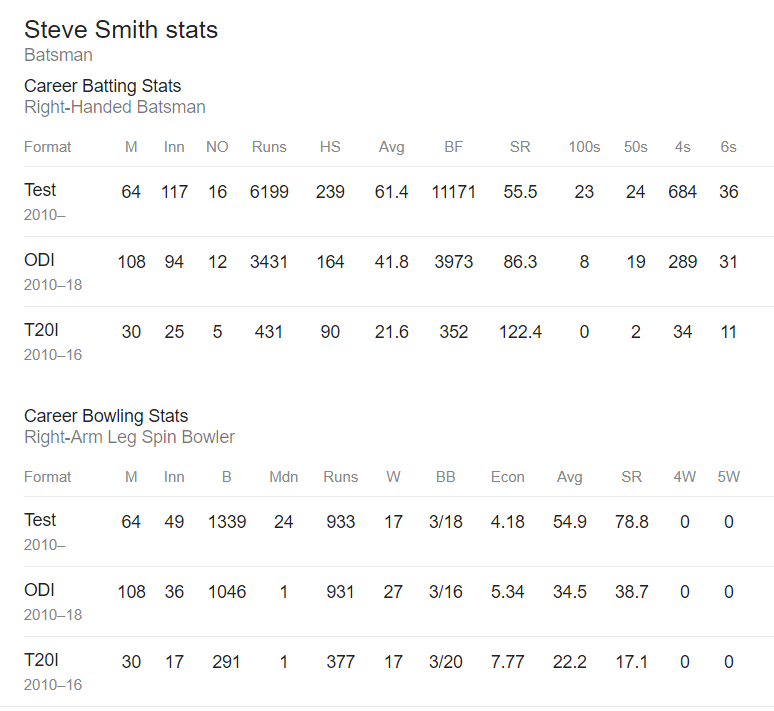 Steve Smith stats
Batsman
Career Batting Stats
Right-Handed Batsman
Format M Inn NO Runs HS Avg BF SR 100s 50s 4s 6s
Test 64 117 16 6199 239 61.4 11171 55.5 23 24 684 36
2010–
ODI 108 94 12 3431 164 41.8 3973 86.3 8 19 289 31
2010–18
T20I 30 25 5 431 90 21.6 352 122.4 0 2 34 11
2010–16
Career Bowling Stats
Right-Arm Leg Spin Bowler
Format M Inn B Mdn Runs W BB Econ Avg SR 4W 5W
Test 64 49 1339 24 933 17 3/18 4.18 54.9 78.8 0 0
2010–
ODI 108 36 1046 1 931 27 3/16 5.34 34.5 38.7 0 0
2010–18
T20I 30 17 291 1 377 17 3/20 7.77 22.2 17.1 0 0
2010–16